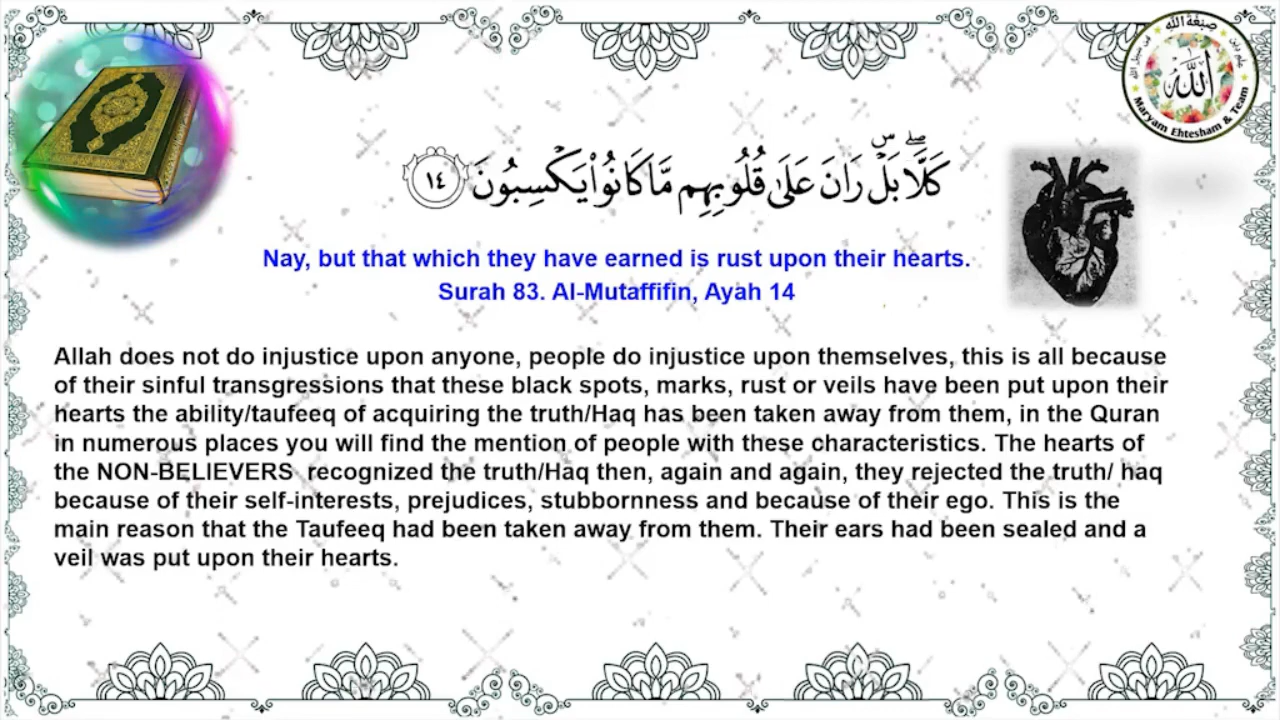 صبغة الله
الله
Maryam Ehtesham & Team
كَلَّا ۖ بَلْ ۜ رَانَ عَلَىٰ قُلُوبِهِم مَّا كَانُوا۟ يَكْسِبُونَ ١٤
Nay, but that which they have earned is rust upon their hearts.
Surah 83. Al-Mutaffifin, Ayah 14
Allah does not do injustice upon anyone, people do injustice upon themselves, this is all because
of their sinful transgressions that these black spots, marks, rust or veils have been put upon their
hearts the ability/taufeeq of acquiring the truth/Haq has been taken away from them, in the Quran
in numerous places you will find the mention of people with these characteristics. The hearts of
the NON-BELIEVERS recognized the truth/Haq then, again and again, they rejected the truth/ haq
because of their self-interests, prejudices, stubbornness and because of their ego. This is the
main reason that the Taufeeq had been taken away from them. Their ears had been sealed and a
veil was put upon their hearts.